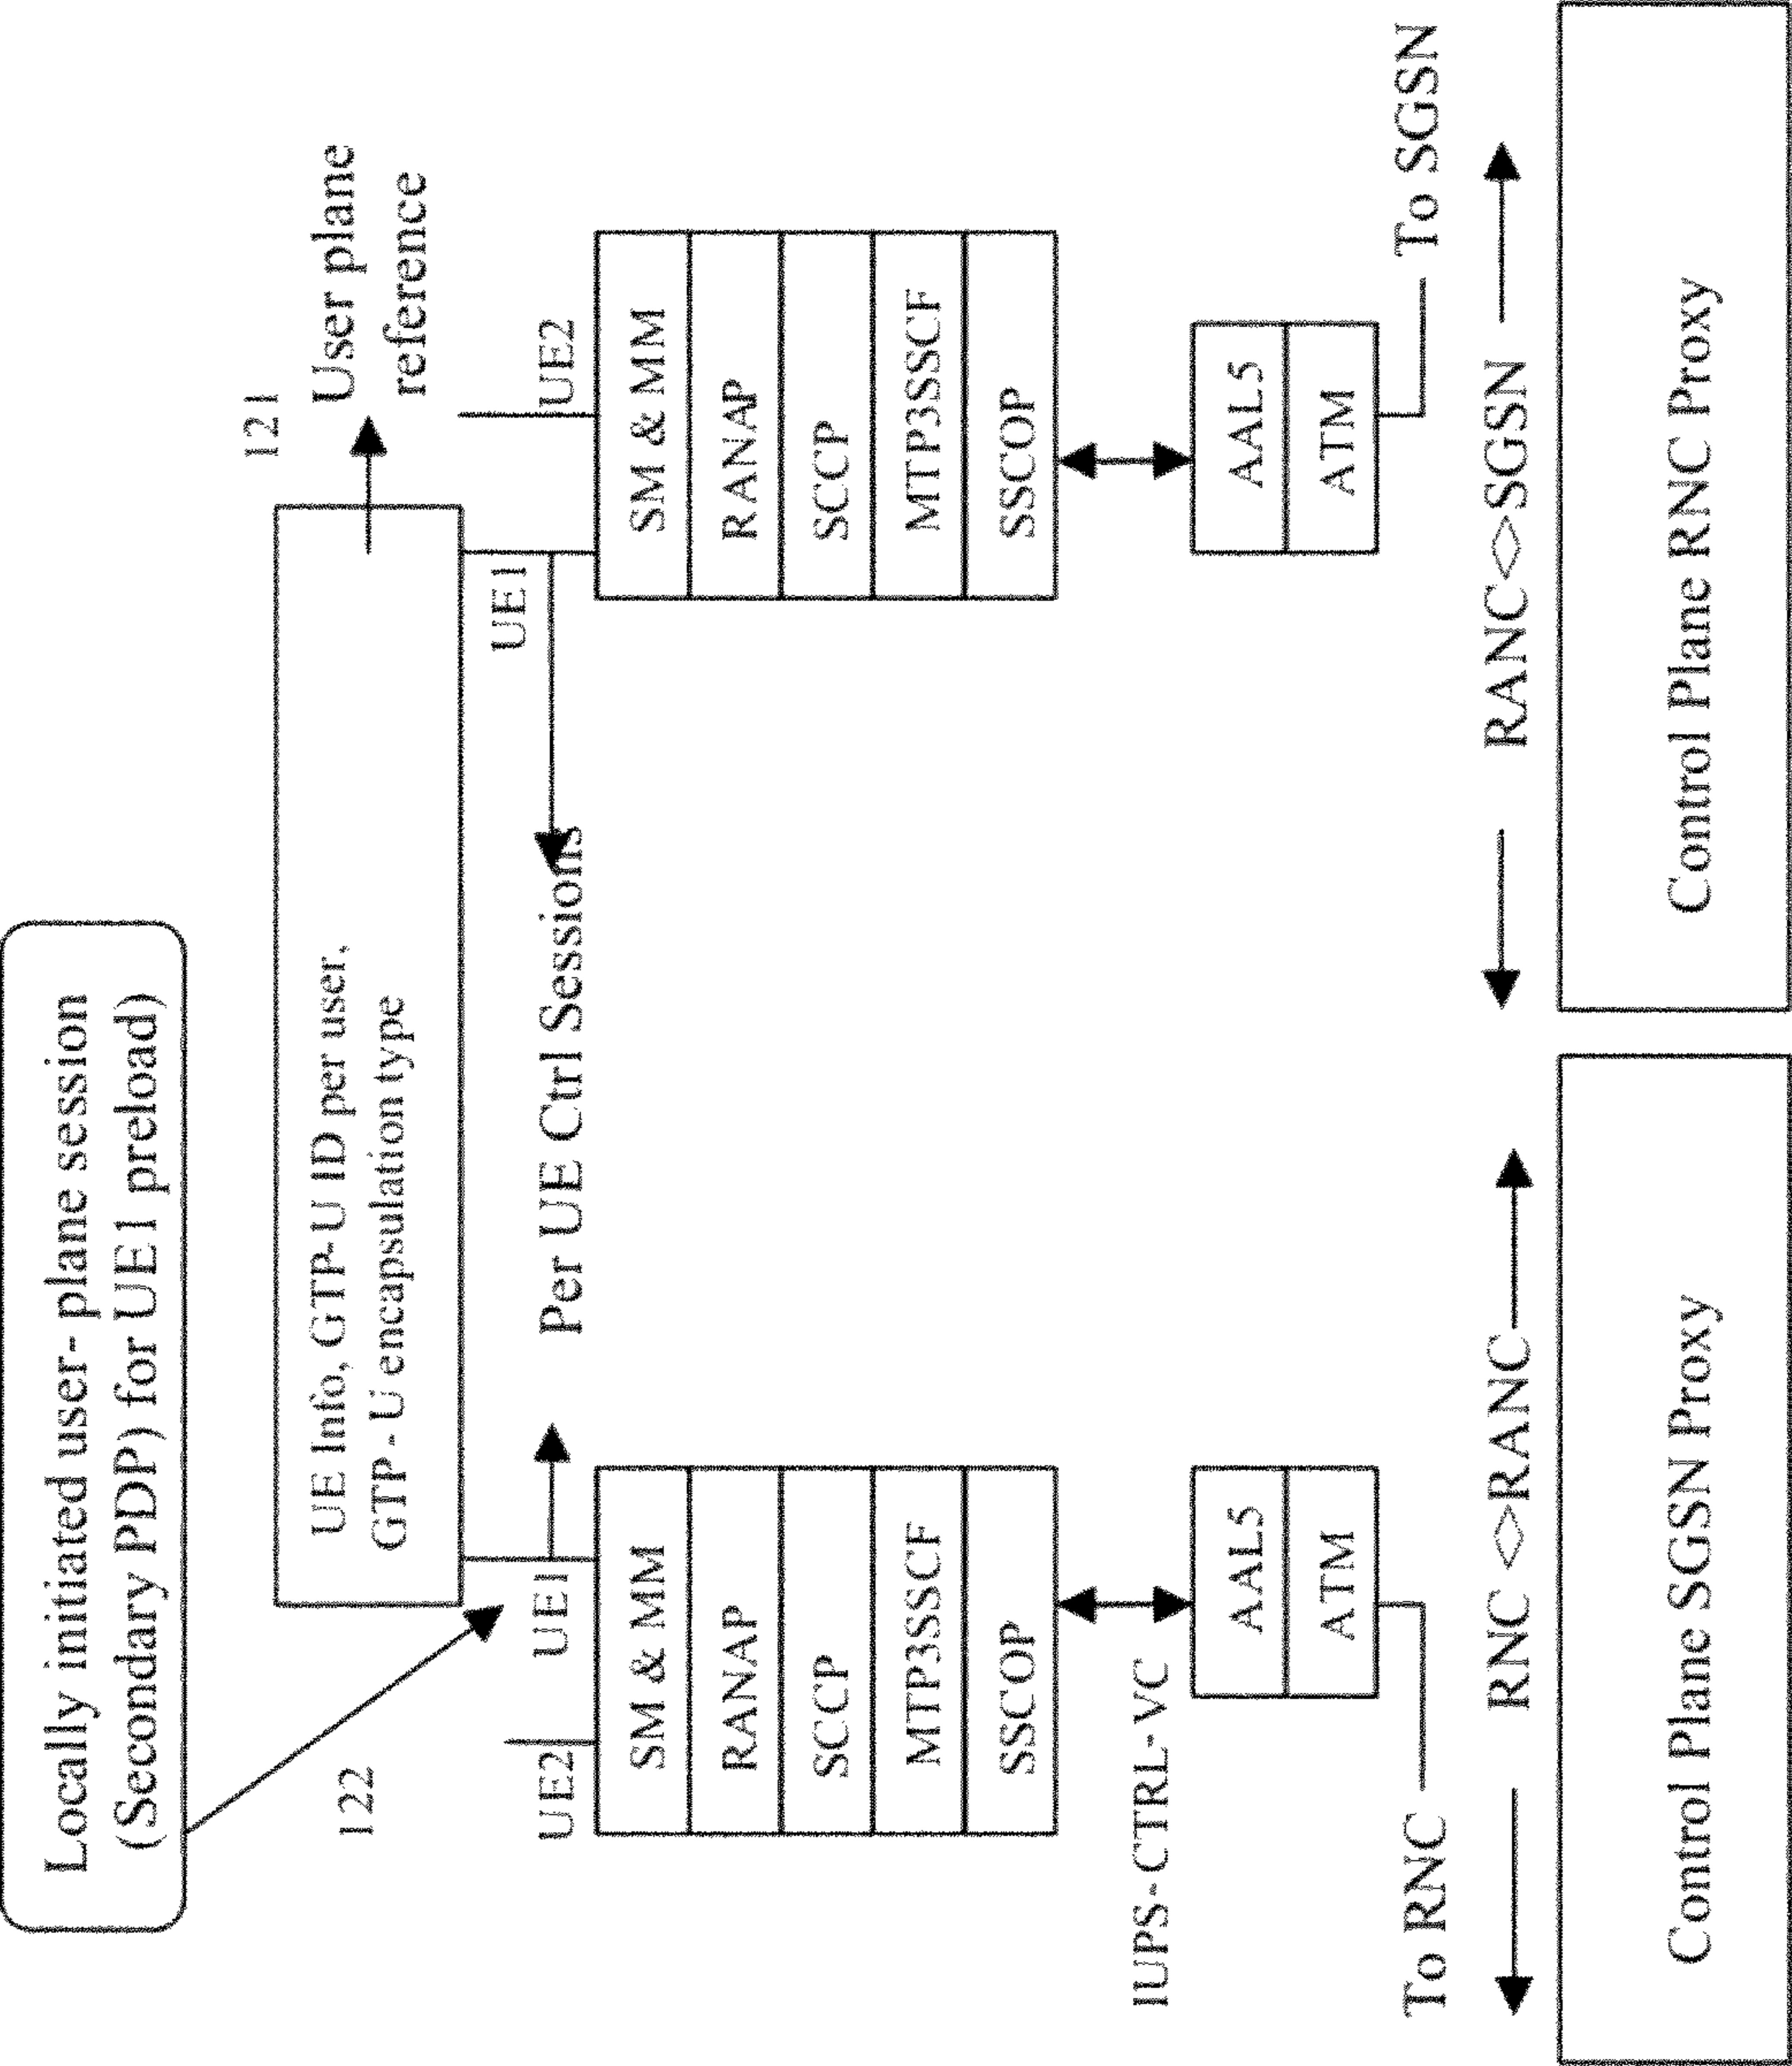 Locally initiated user- plane session
(Secondary PDP) for UE1 preload)
121
User plane
reference
UE Info, GTP-U ID per user,
GTP - U encapsulation type
122
UE2
UE1
Per UE Ctrl Sessions
UE1
UE2
SM & MM
RANAP
SCCP
MTP3SSCF
SSCOP
SM & MM
RANAP
SCCP
MTP3SSCF
SSCOP
IUPS - CTRL- VC
AAL5
ATM
AAL5
ATM
To RNC
To SGSN
RNC <>RANC
RANC<>SGSN
Control Plane SGSN Proxy
Control Plane RNC Proxy